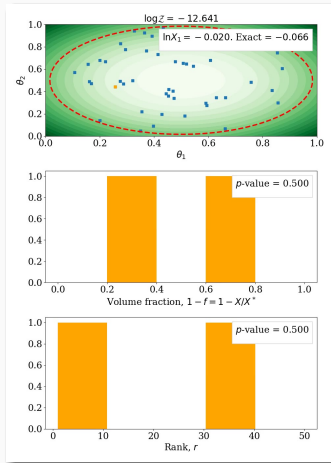 log Z = −12.641
ln X₁ = −0.020. Exact = −0.066
1.0
0.8
0.6
0.4
0.2
0.0
θ₂
0.0 0.2 0.4 0.6 0.8 1.0
θ₁
p-value = 0.500
1.0
0.8
0.6
0.4
0.2
0.0
0.0 0.2 0.4 0.6 0.8 1.0
Volume fraction, 1 − f = 1 − X/X*
p-value = 0.500
1.0
0.8
0.6
0.4
0.2
0.0
0 10 20 30 40 50
Rank, r